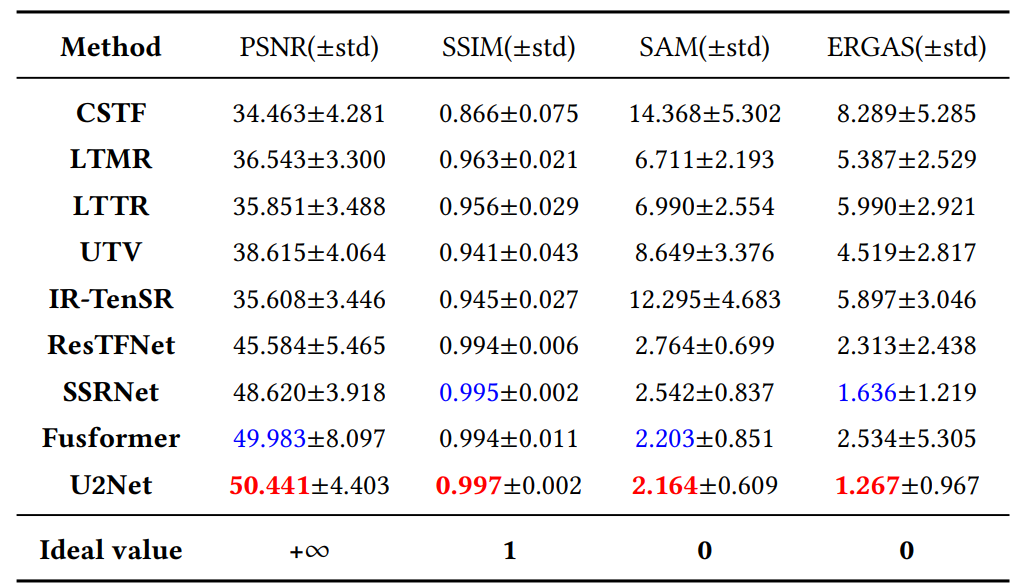 Method PSNR(±std) SSIM(±std) SAM(±std) ERGAS(±std)
CSTF 34.463±4.281 0.866±0.075 14.368±5.302 8.289±5.285
LTMR 36.543±3.300 0.963±0.021 6.711±2.193 5.387±2.529
LTTR 35.851±3.488 0.956±0.029 6.990±2.554 5.990±2.921
UTV 38.615±4.064 0.941±0.043 8.649±3.376 4.519±2.817
IR-TenSR 35.608±3.446 0.945±0.027 12.295±4.683 5.897±3.046
ResTFNet 45.584±5.465 0.994±0.006 2.764±0.699 2.313±2.438
SSRNet 48.620±3.918 0.995±0.002 2.542±0.837 1.636±1.219
Fusformer 49.983±8.097 0.994±0.011 2.203±0.851 2.534±5.305
U2Net 50.441±4.403 0.997±0.002 2.164±0.609 1.267±0.967
Ideal value +∞ 1 0 0